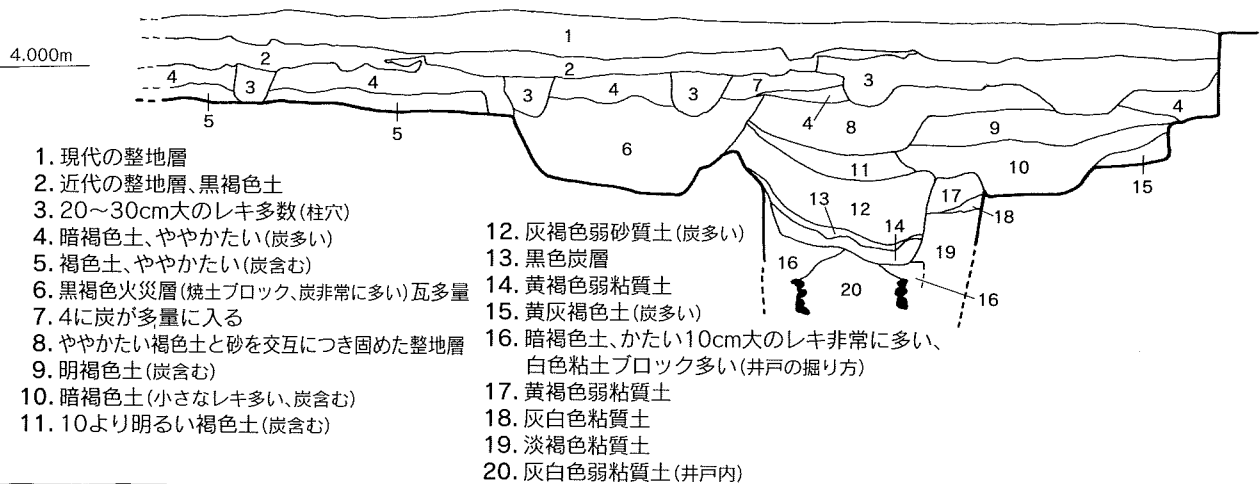 4.000m
1
2
2
3
4
3
4
3
4
3
7
4
8
9
4
5
5
6
10
11
15
12
13
14
17
18
19
16
20
16
1. 現代の整地層
2. 近代の整地層、黒褐色土
3. 20〜30cm大のレキ多数(柱穴)
4. 暗褐色土、ややかたい(炭多い)
5. 褐色土、ややかたい(炭含む)
6. 黒褐色火災層(焼土ブロック、炭非常に多い)瓦多量
7. 4に炭が多量に入る
8. ややかたい褐色土と砂を交互につき固めた整地層
9. 明褐色土(炭含む)
10. 暗褐色土(小さなレキ多い、炭含む)
11. 10より明るい褐色土(炭含む)
12. 灰褐色弱砂質土(炭多い)
13. 黒色炭層
14. 黄褐色弱粘質土
15. 黄灰褐色土(炭多い)
16. 暗褐色土、かたい10cm大のレキ非常に多い、
白色粘土ブロック多い(井戸の掘り方)
17. 黄褐色弱粘質土
18. 灰白色粘質土
19. 淡褐色粘質土
20. 灰白色弱粘質土(井戸内)